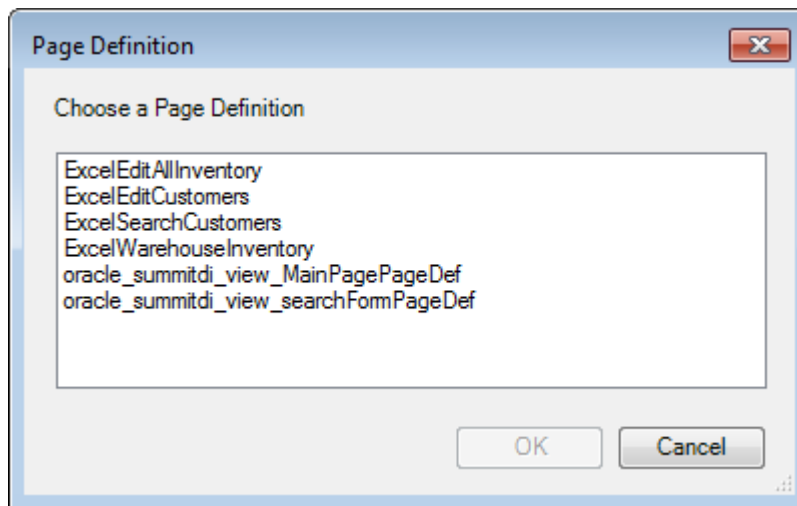 Page Definition
Choose a Page Definition
ExcelEditAllInventory
ExcelEditCustomers
ExcelSearchCustomers
ExcelWarehouseInventory
oracle_summitdi_view_MainPagePageDef
oracle_summitdi_view_searchFormPageDef
OK Cancel